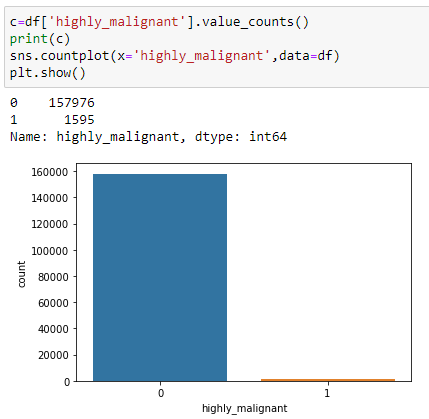 c=df['highly_malignant'].value_counts()
print(c)
sns.countplot(x='highly_malignant',data=df)
plt.show()
0    157976
1      1595
Name: highly_malignant, dtype: int64
160000
140000
120000
100000
80000
60000
40000
20000
0
count
0 1
highly_malignant